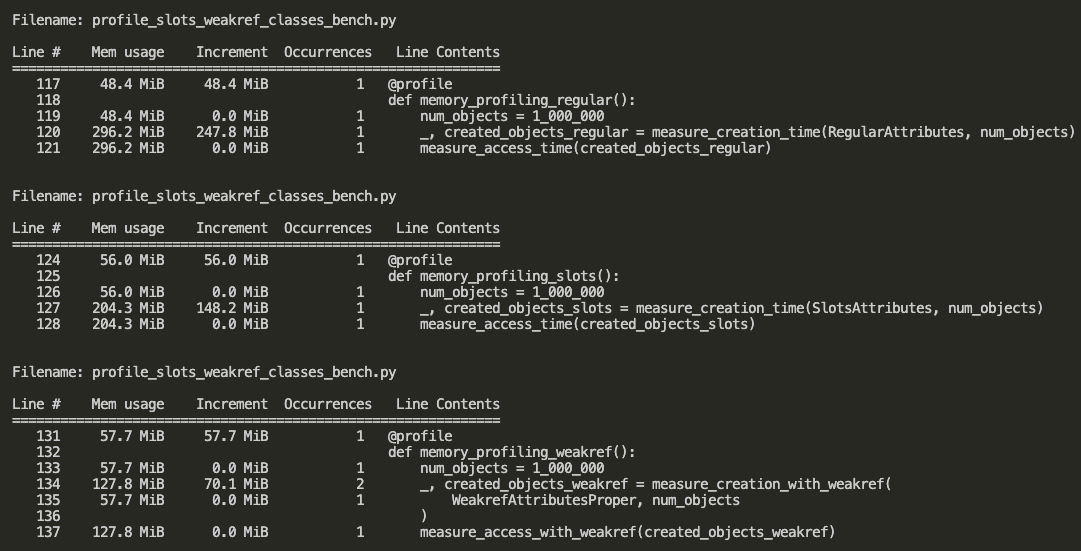 Filename: profile_slots_weakref_classes_bench.py
Line #    Mem usage    Increment  Occurrences   Line Contents
=============================================================
   117     48.4 MiB     48.4 MiB           1   @profile
   118                                         def memory_profiling_regular():
   119     48.4 MiB      0.0 MiB           1       num_objects = 1_000_000
   120    296.2 MiB    247.8 MiB           1       _, created_objects_regular = measure_creation_time(RegularAttributes, num_objects)
   121    296.2 MiB      0.0 MiB           1       measure_access_time(created_objects_regular)
Filename: profile_slots_weakref_classes_bench.py
Line #    Mem usage    Increment  Occurrences   Line Contents
=============================================================
   124     56.0 MiB     56.0 MiB           1   @profile
   125                                         def memory_profiling_slots():
   126     56.0 MiB      0.0 MiB           1       num_objects = 1_000_000
   127    204.3 MiB    148.2 MiB           1       _, created_objects_slots = measure_creation_time(SlotsAttributes, num_objects)
   128    204.3 MiB      0.0 MiB           1       measure_access_time(created_objects_slots)
Filename: profile_slots_weakref_classes_bench.py
Line #    Mem usage    Increment  Occurrences   Line Contents
=============================================================
   131     57.7 MiB     57.7 MiB           1   @profile
   132                                         def memory_profiling_weakref():
   133     57.7 MiB      0.0 MiB           1       num_objects = 1_000_000
   134    127.8 MiB     70.1 MiB           2       _, created_objects_weakref = measure_creation_with_weakref(
   135     57.7 MiB      0.0 MiB           1           WeakrefAttributesProper, num_objects
   136                                             )
   137    127.8 MiB      0.0 MiB           1       measure_access_with_weakref(created_objects_weakref)